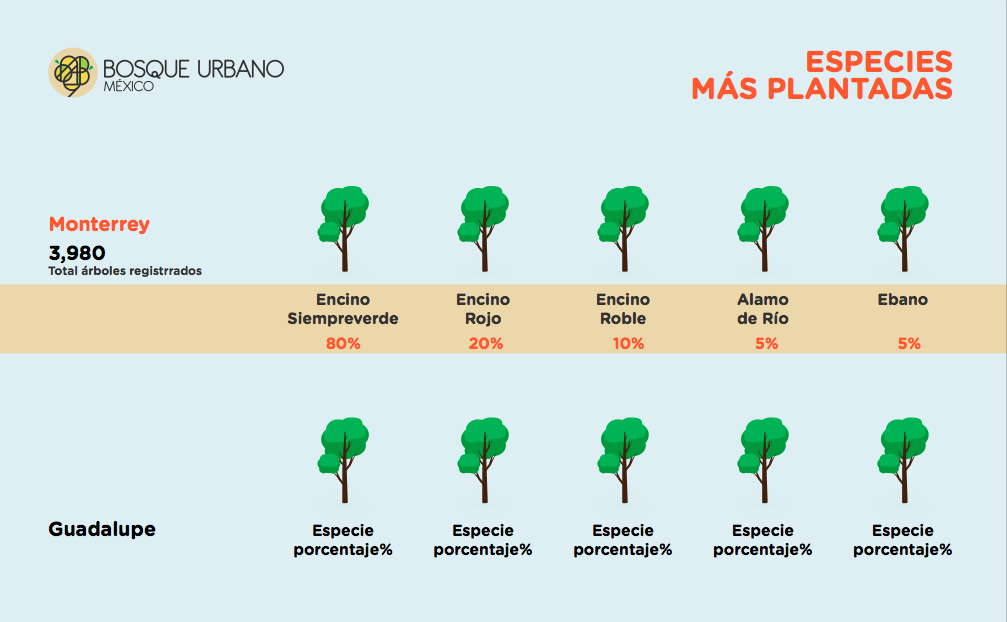 BOSQUE URBANO
MÉXICO
ESPECIES
MÁS PLANTADAS
Monterrey
3,980
Total árboles registrrados
Encino
Siempreverde
80%
Encino
Rojo
20%
Encino
Roble
10%
Alamo
de Río
5%
Ebano
5%
Guadalupe
Especie
porcentaje%
Especie
porcentaje%
Especie
porcentaje%
Especie
porcentaje%
Especie
porcentaje%